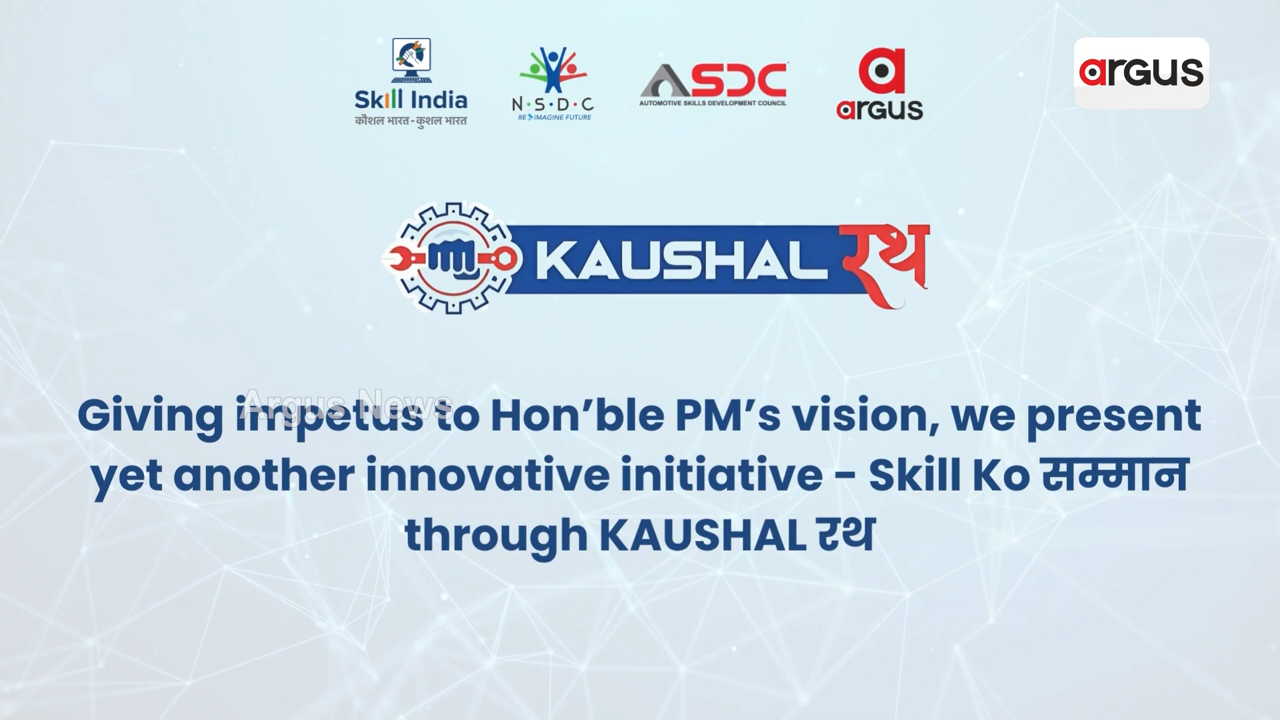 Skill India
कौशल भारत - कुशल भारत
N·S·D·C
RE IMAGINE FUTURE
ASDC
AUTOMOTIVE SKILLS DEVELOPMENT COUNCIL
a
argus
argus
KAUSHAL रथ
Argus News
Giving impetus to Hon’ble PM’s vision, we present
yet another innovative initiative - Skill Ko सम्मान
through KAUSHAL रथ